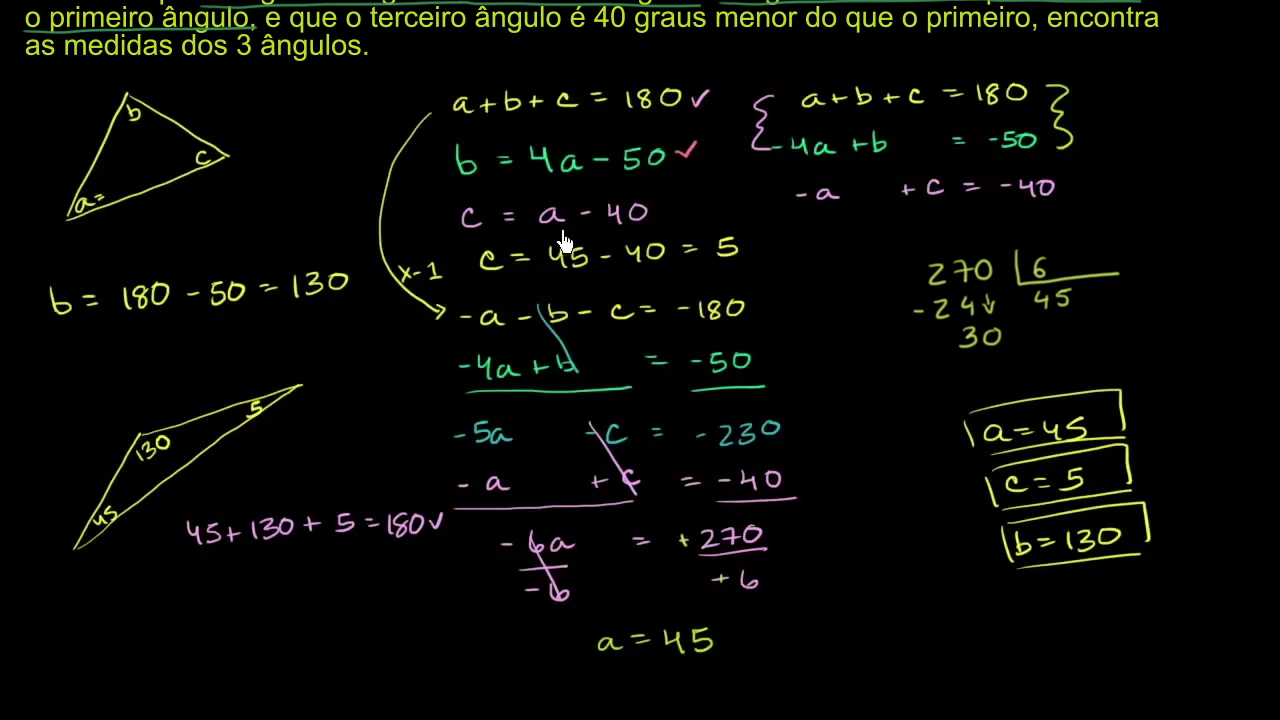 o primeiro ângulo, e que o terceiro ângulo é 40 graus menor do que o primeiro, encontra
as medidas dos 3 ângulos.
b
c
a=
a+b+c = 180 ✓
b = 4a - 50 ✓
c = a - 40
c = 45 - 40 = 5
x-1
-a - b - c = -180
-4a + b = -50
-5a -c = -230
-a + c = -40
-6a = +270
-6 +6
a = 45
a+b+c = 180
-4a + b = -50
-a + c = -40
270 6
-24↓ 45
30
b = 180 - 50 = 130
130
5
45
45 + 130 + 5 = 180 ✓
a = 45
c = 5
b = 130